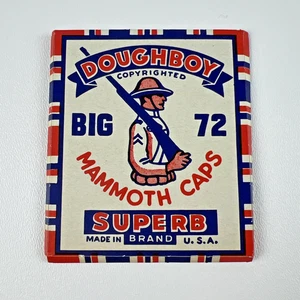 DOUGHBOY
COPYRIGHTED
BIG 72
MAMMOTH CAPS
SUPERB
MADE IN BRAND U.S.A.